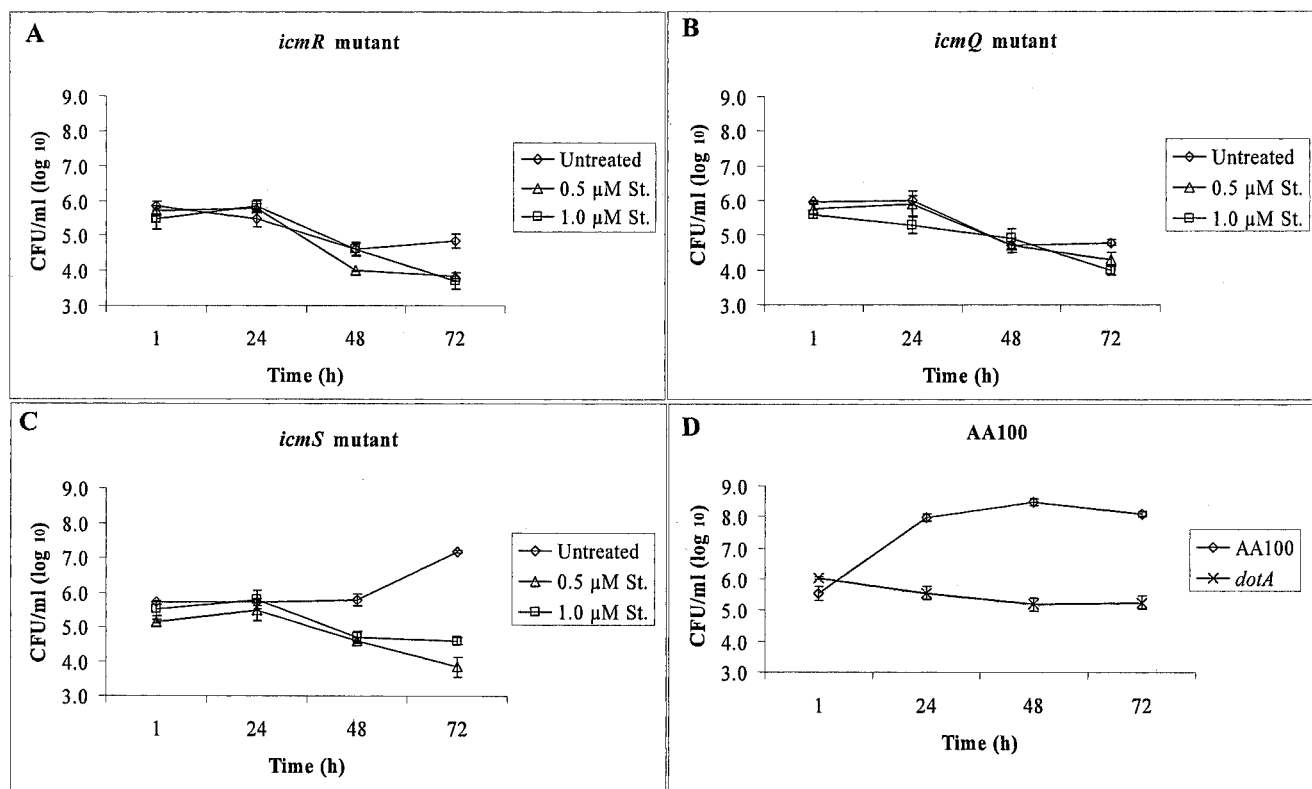 A
icmR mutant
CFU/ml (log 10)
9.0
8.0
7.0
6.0
5.0
4.0
3.0
1 24 48 72
Time (h)
Untreated
0.5 µM St.
1.0 µM St.
B
icmQ mutant
CFU/ml (log 10)
9.0
8.0
7.0
6.0
5.0
4.0
3.0
1 24 48 72
Time (h)
Untreated
0.5 µM St.
1.0 µM St.
C
icmS mutant
CFU/ml (log 10)
9.0
8.0
7.0
6.0
5.0
4.0
3.0
1 24 48 72
Time (h)
Untreated
0.5 µM St.
1.0 µM St.
D
AA100
CFU/ml (log 10)
9.0
8.0
7.0
6.0
5.0
4.0
3.0
1 24 48 72
Time (h)
AA100
dotA